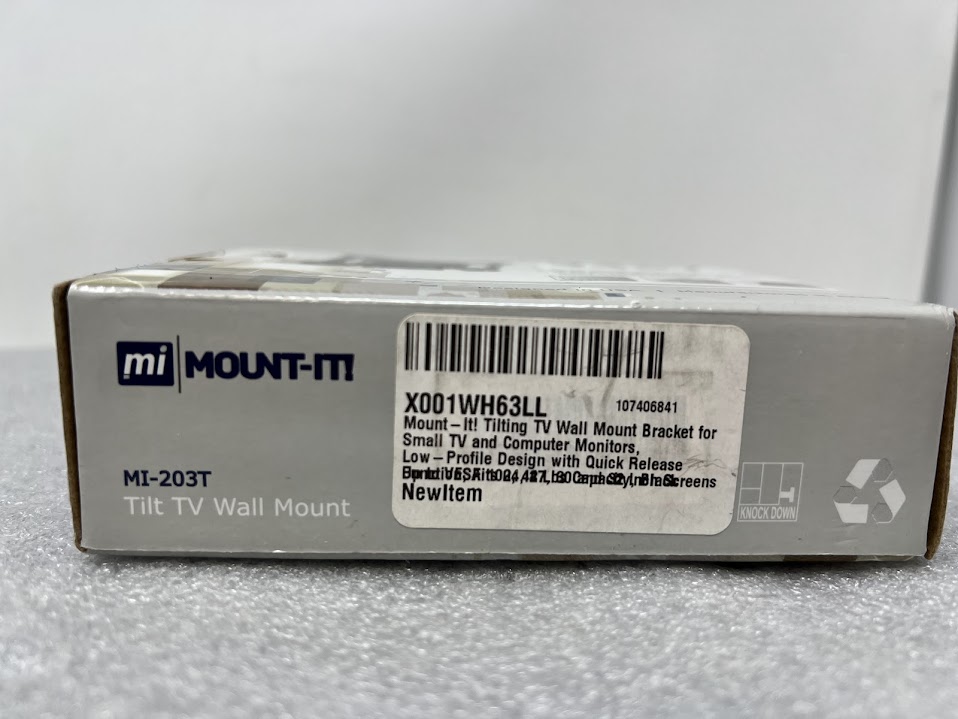 mi MOUNT-IT!
MI-203T
Tilt TV Wall Mount
X001WH63LL 107406841
Mount-It! Tilting TV Wall Mount Bracket for
Small TV and Computer Monitors,
Low-Profile Design with Quick Release
Screens
NewItem
KNOCK DOWN